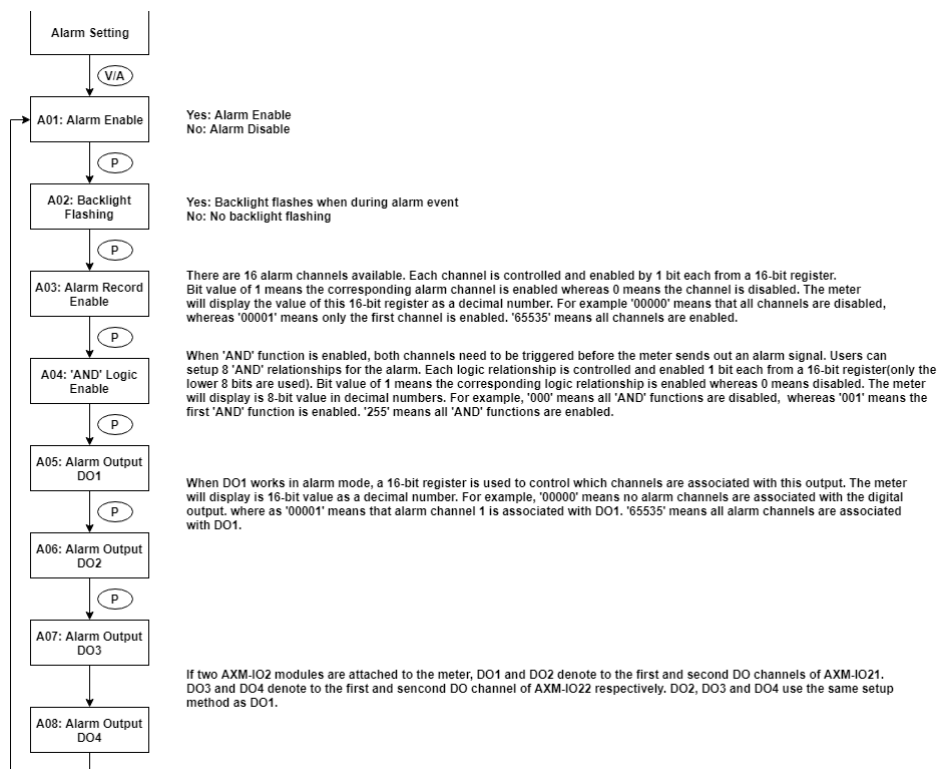 Alarm Setting
V/A
A01: Alarm Enable
Yes: Alarm Enable
No: Alarm Disable
P
A02: Backlight
Flashing
Yes: Backlight flashes when during alarm event
No: No backlight flashing
P
A03: Alarm Record
Enable
There are 16 alarm channels available. Each channel is controlled and enabled by 1 bit each from a 16-bit register.
Bit value of 1 means the corresponding alarm channel is enabled whereas 0 means the channel is disabled. The meter
will display the value of this 16-bit register as a decimal number. For example '00000' means that all channels are disabled,
whereas '00001' means only the first channel is enabled. '65535' means all channels are enabled.
P
A04: 'AND' Logic
Enable
When 'AND' function is enabled, both channels need to be triggered before the meter sends out an alarm signal. Users can
setup 8 'AND' relationships for the alarm. Each logic relationship is controlled and enabled 1 bit each from a 16-bit register(only the
lower 8 bits are used). Bit value of 1 means the corresponding logic relationship is enabled whereas 0 means disabled. The meter
will display is 8-bit value in decimal numbers. For example, '000' means all 'AND' functions are disabled, whereas '001' means the
first 'AND' function is enabled. '255' means all 'AND' functions are enabled.
P
A05: Alarm Output
DO1
When DO1 works in alarm mode, a 16-bit register is used to control which channels are associated with this output. The meter
will display is 16-bit value as a decimal number. For example, '00000' means no alarm channels are associated with the digital
output. where as '00001' means that alarm channel 1 is associated with DO1. '65535' means all alarm channels are associated
with DO1.
P
A06: Alarm Output
DO2
P
A07: Alarm Output
DO3
If two AXM-IO2 modules are attached to the meter, DO1 and DO2 denote to the first and second DO channels of AXM-IO21.
DO3 and DO4 denote to the first and sencond DO channel of AXM-IO22 respectively. DO2, DO3 and DO4 use the same setup
method as DO1.
A08: Alarm Output
DO4